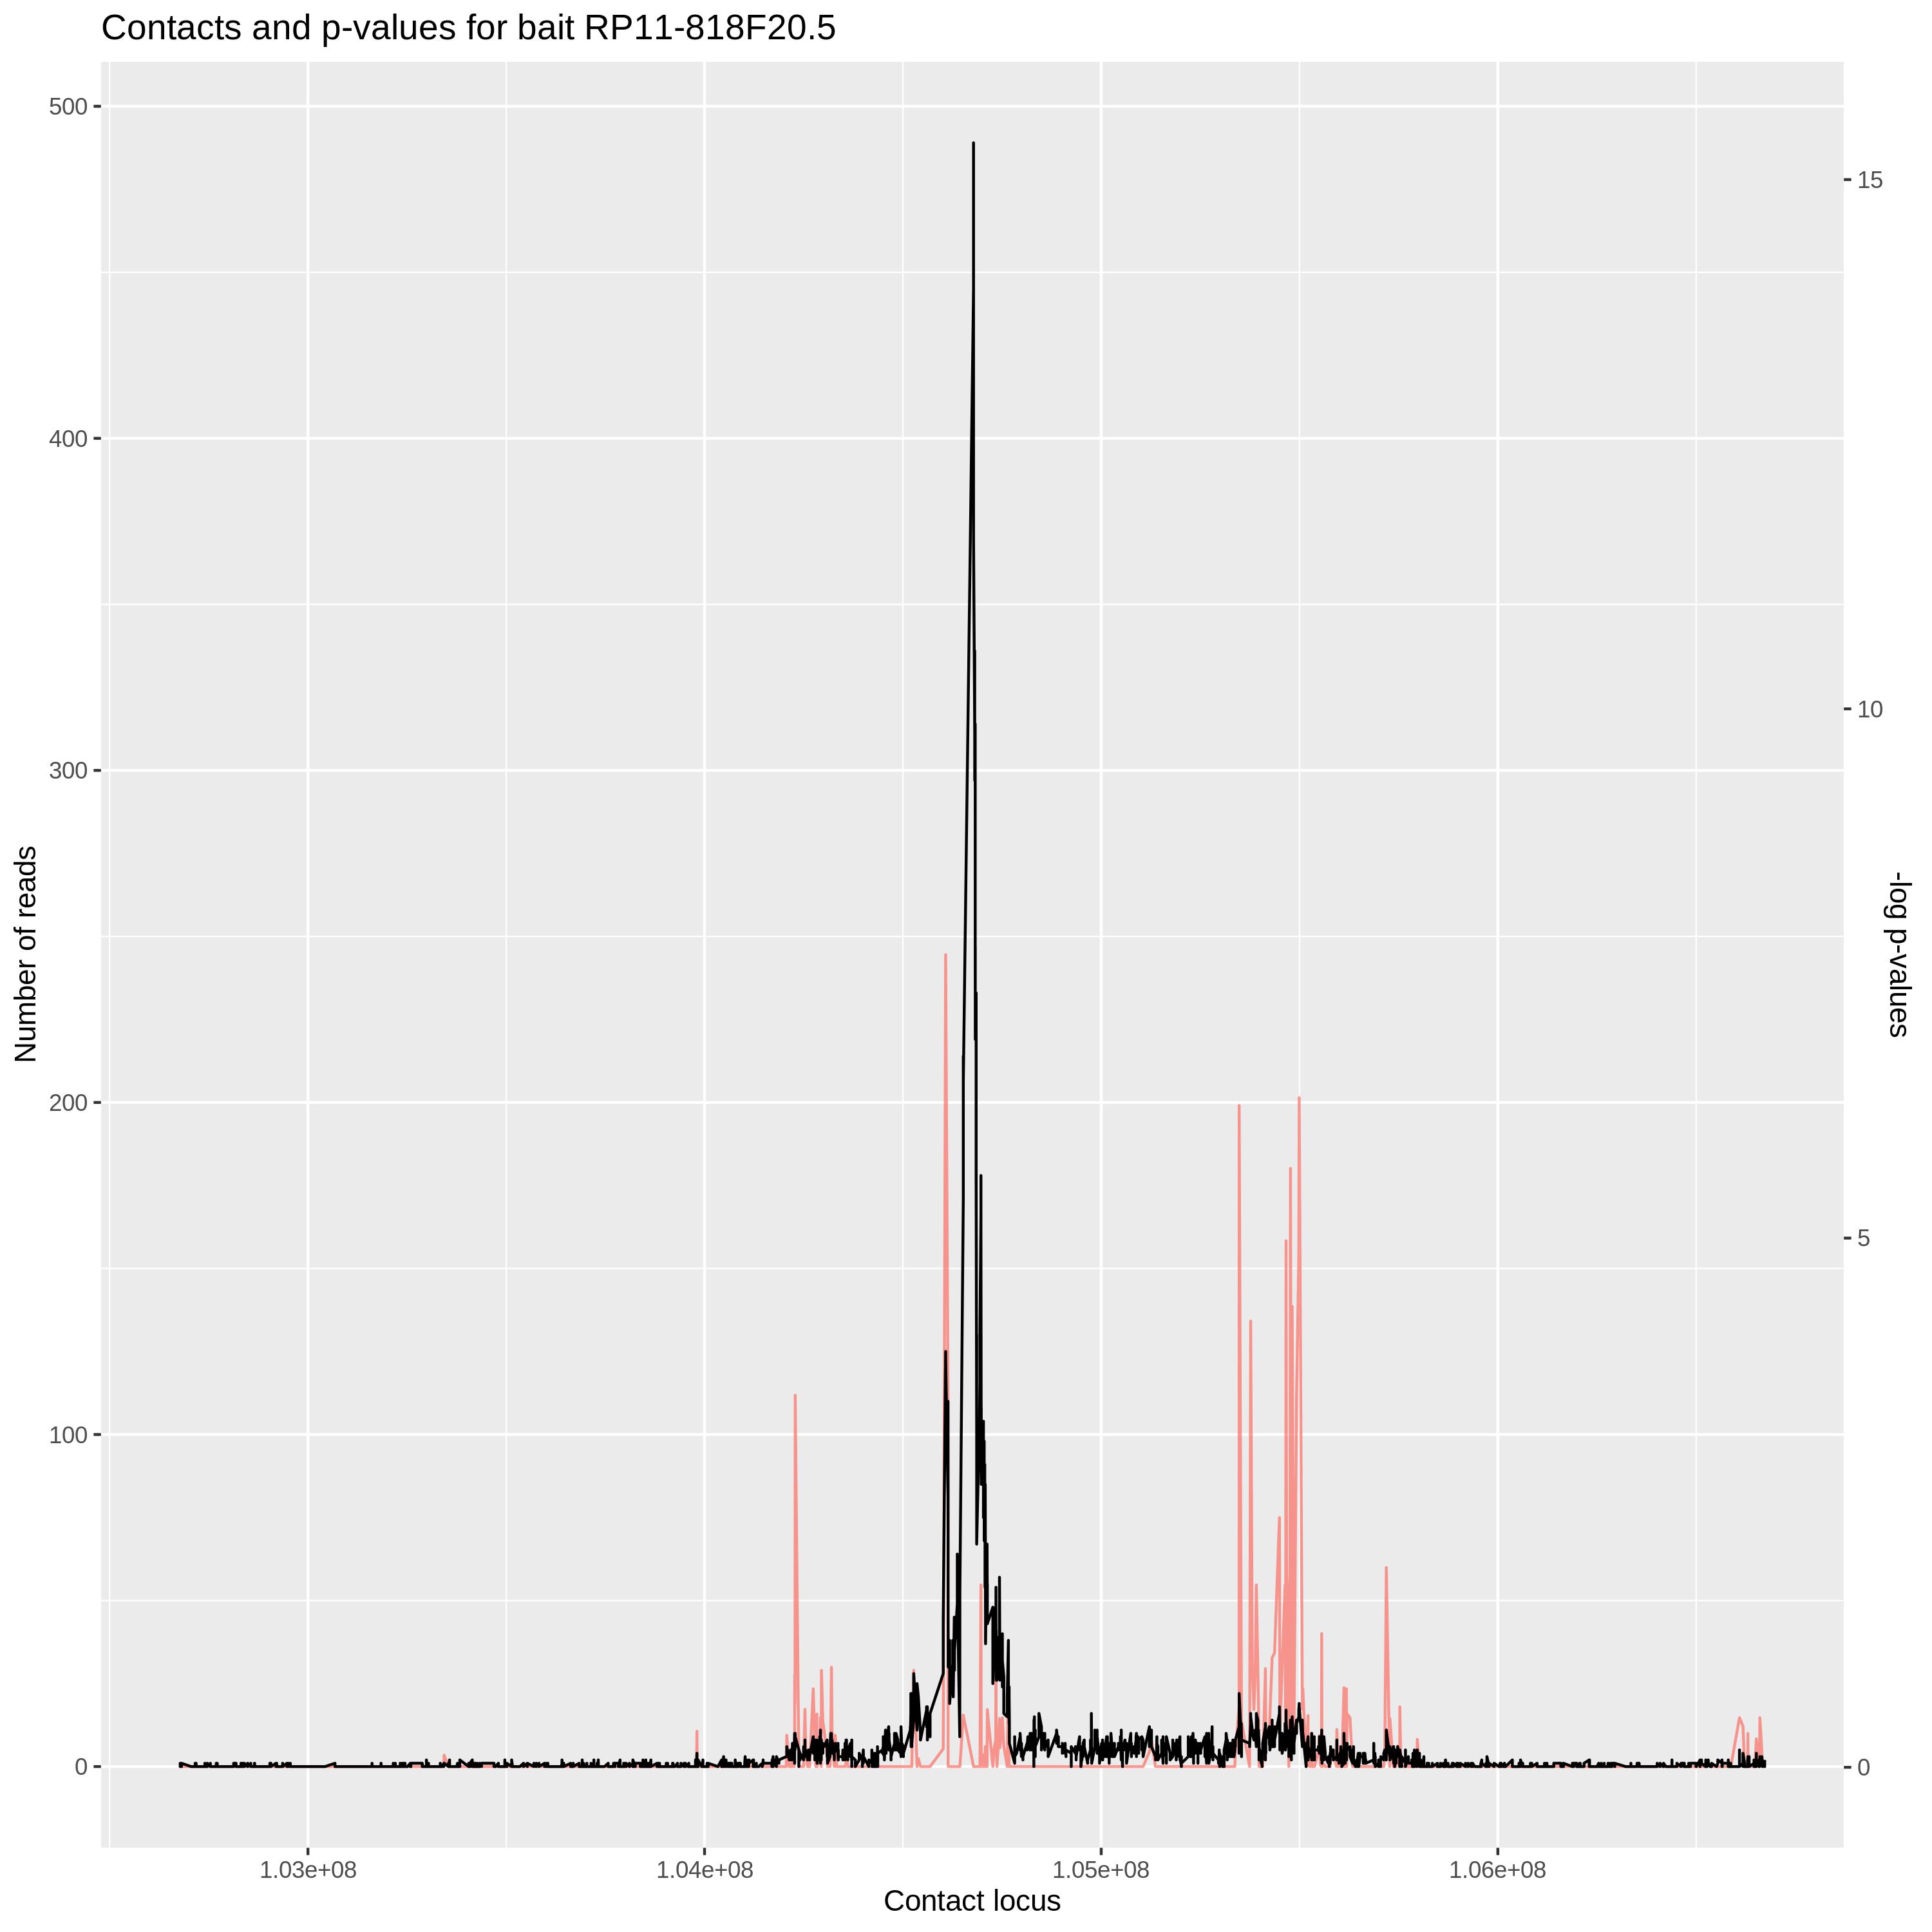 Contacts and p-values for bait RP11-818F20.5
500
400
300
200
100
0
Number of reads
15
10
5
0
-log p-values
1.03e+08
1.04e+08
1.05e+08
1.06e+08
Contact locus